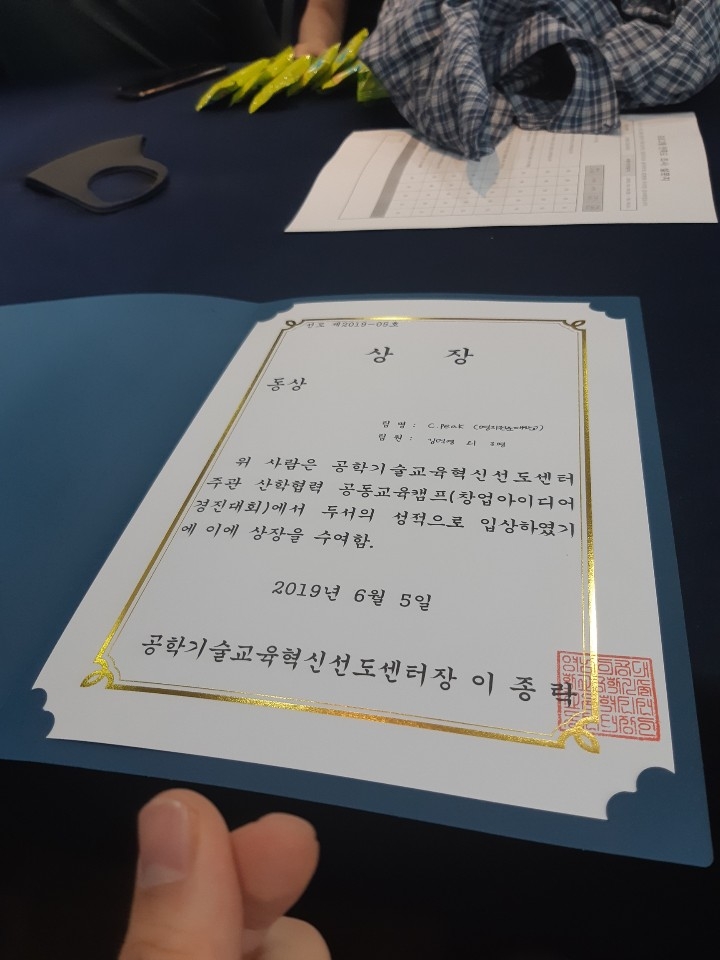 선도 제2019-05호
상 장
동상
팀 명 : C.Peak
팀 원 : 외 3명
위 사람은 공학기술교육혁신선도센터
주관 산학협력 공동교육캠프(창업아이디어
경진대회)에서 두서의 성적으로 입상하였기
에 이에 상장을 수여함.
2019년 6월 5일
공학기술교육혁신선도센터장 이 종 락